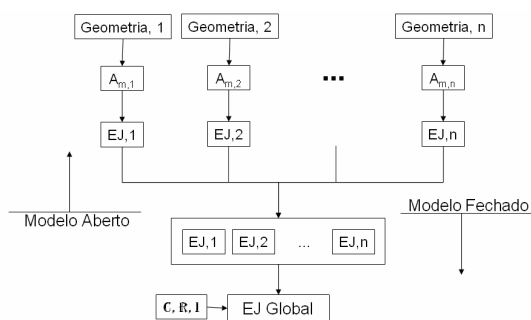 Geometria, 1 Geometria, 2 Geometria, n
Am,1 Am,2 ... Am,n
EJ,1 EJ,2 EJ,n
Modelo Aberto Modelo Fechado
EJ,1 EJ,2 ... EJ,n
C, R, I EJ Global